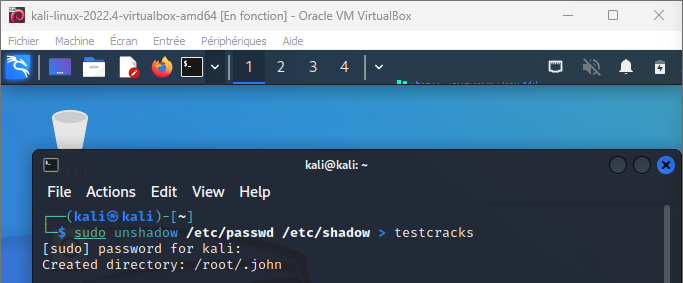 kali-linux-2022.4-virtualbox-amd64 [En fonction] - Oracle VM VirtualBox
Fichier Machine Écran Entrée Périphériques Aide
1 2 3 4
kali@kali: ~
File Actions Edit View Help
┌──(kali㉿kali)-[~]
└─$ sudo unshadow /etc/passwd /etc/shadow > testcracks
[sudo] password for kali:
Created directory: /root/.john